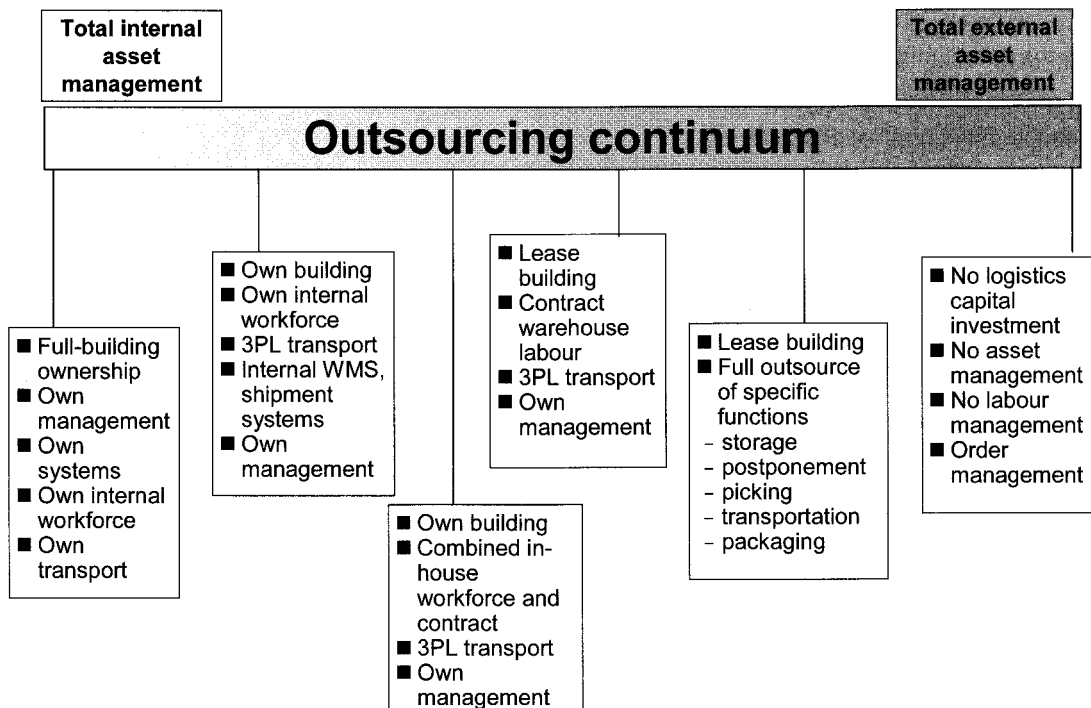 Total internal
asset
management
Total external
asset
management
Outsourcing continuum
■ Full-building
ownership
■ Own
management
■ Own
systems
■ Own internal
workforce
■ Own
transport
■ Own building
■ Own internal
workforce
■ 3PL transport
■ Internal WMS,
shipment
systems
■ Own
management
■ Own building
■ Combined in-
house
workforce and
contract
■ 3PL transport
■ Own
management
■ Lease
building
■ Contract
warehouse
labour
■ 3PL transport
■ Own
management
■ Lease building
■ Full outsource
of specific
functions
– storage
– postponement
– picking
– transportation
– packaging
■ No logistics
capital
investment
■ No asset
management
■ No labour
management
■ Order
management